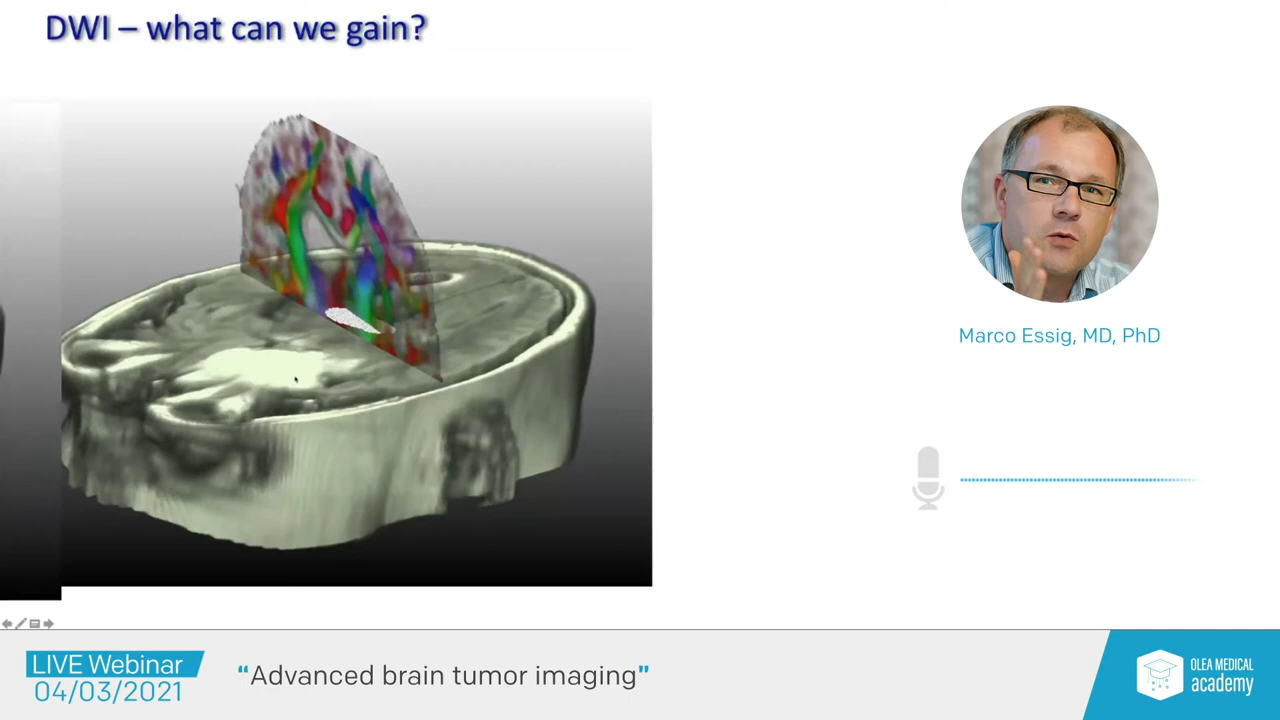 DWI – what can we gain?
Marco Essig, MD, PhD
LIVE Webinar
04/03/2021
“Advanced brain tumor imaging”
OLEA MEDICAL
academy